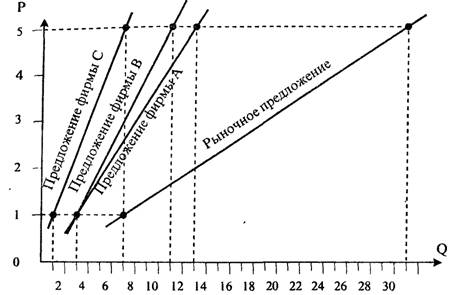 P
5
4
3
2
1
0
Предложение фирмы C
Предложение фирмы B
Предложение фирмы A
Рыночное предложение
Q
2 4 6 8 10 12 14 16 18 20 22 24 26 28 30